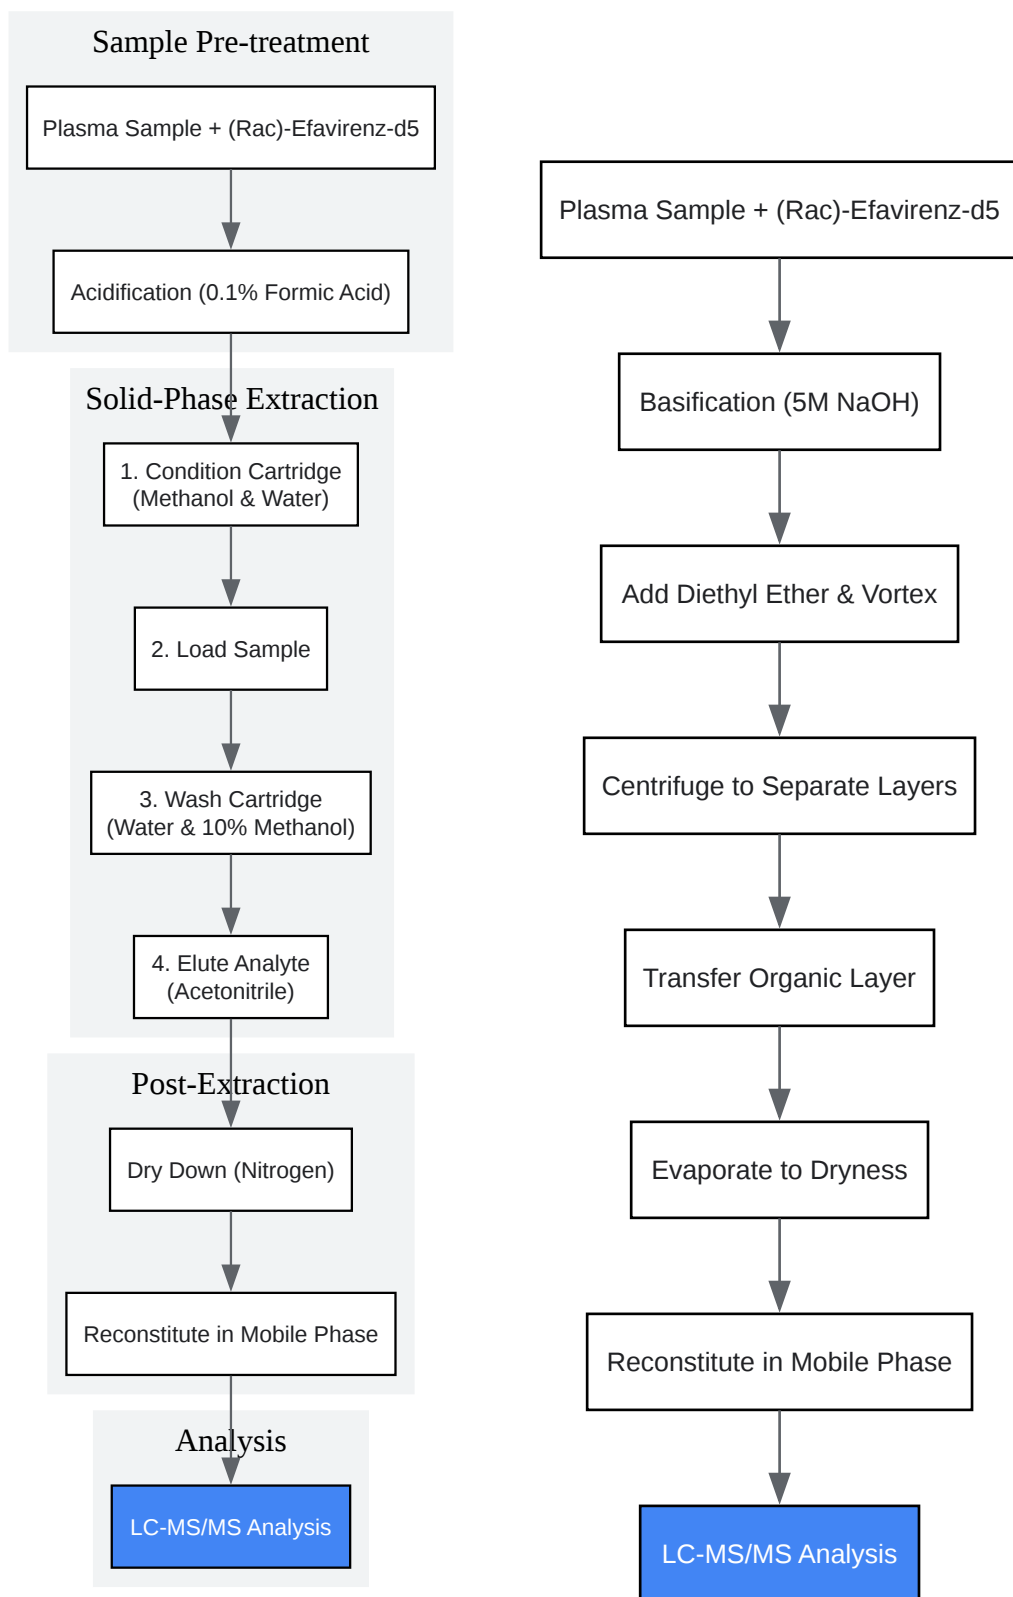 Sample Pre-treatment
Plasma Sample + (Rac)-Efavirenz-d5
Acidification (0.1% Formic Acid)
Solid-Phase Extraction
1. Condition Cartridge
(Methanol & Water)
2. Load Sample
3. Wash Cartridge
(Water & 10% Methanol)
4. Elute Analyte
(Acetonitrile)
Post-Extraction
Dry Down (Nitrogen)
Reconstitute in Mobile Phase
Analysis
LC-MS/MS Analysis
Plasma Sample + (Rac)-Efavirenz-d5
Basification (5M NaOH)
Add Diethyl Ether & Vortex
Centrifuge to Separate Layers
Transfer Organic Layer
Evaporate to Dryness
Reconstitute in Mobile Phase
LC-MS/MS Analysis